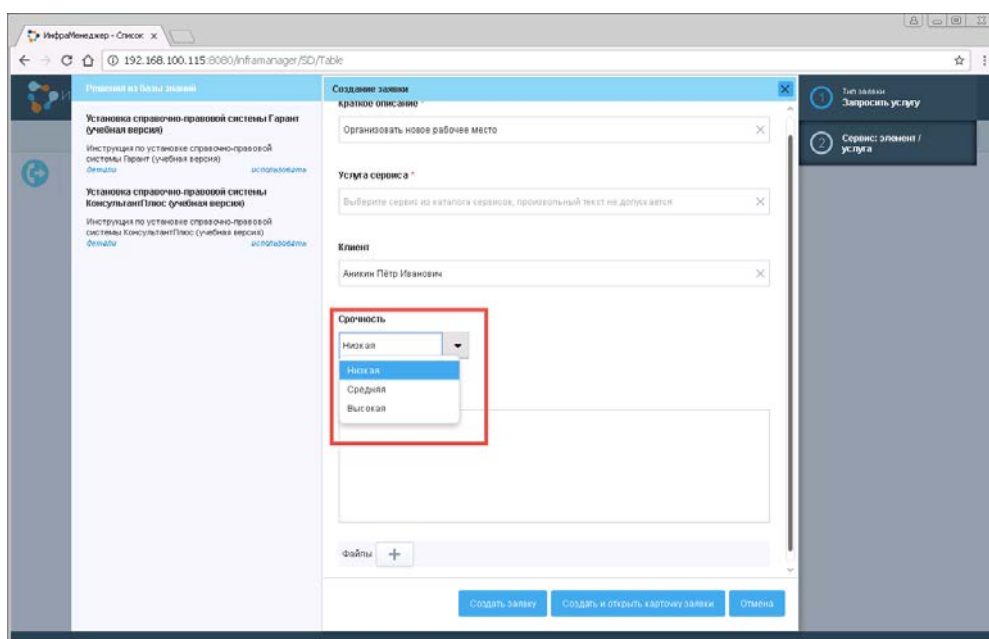 ИнфраМенеджер - Список
192.168.100.115:8080/inframanager/SD/Table
Решения из базы знаний
Установка справочно-правовой системы Гарант
(учебная версия)
Инструкция по установке справочно-правовой
системы Гарант (учебная версия)
детали использовать
Установка справочно-правовой системы
КонсультантПлюс (учебная версия)
Инструкция по установке справочно-правовой
системы КонсультантПлюс (учебная версия)
детали использовать
Создание заявки
Краткое описание *
Организовать новое рабочее место
Услуга сервиса *
Выберите сервис из каталога сервисов, произвольный текст не допускается
Клиент
Аникин Пётр Иванович
Срочность
Низкая
Низкая
Средняя
Высокая
Файлы
Создать заявку Создать и открыть карточку заявки Отмена
1 Тип заявки
Запросить услугу
2 Сервис: элемент /
услуга